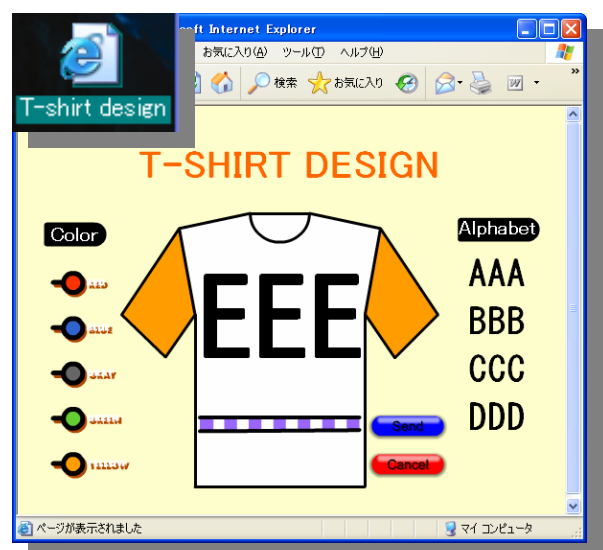 T-shirt design
oft Internet Explorer
お気に入り(A) ツール(T) ヘルプ(H)
検索 お気に入り
T-SHIRT DESIGN
Color
Alphabet
RED
BLUE
GRAY
GREEN
YELLOW
EEE
AAA
BBB
CCC
DDD
Send
Cancel
ページが表示されました
マイ コンピュータ